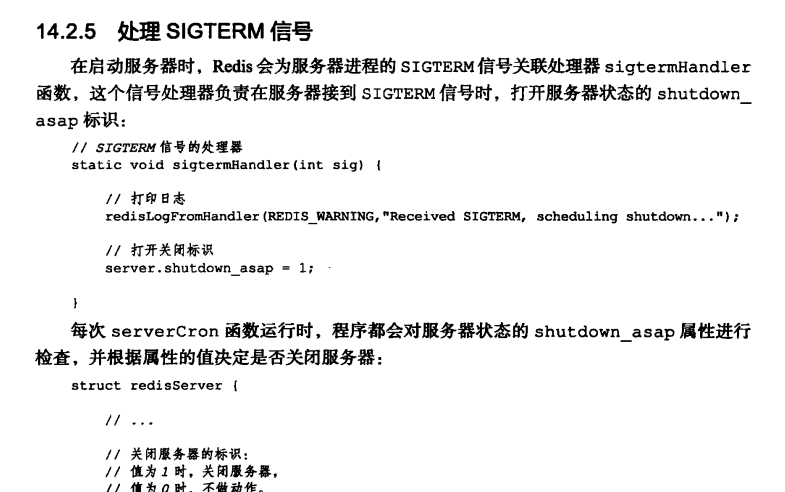 14.2.5 处理 SIGTERM 信号
在启动服务器时，Redis 会为服务器进程的 SIGTERM 信号关联处理器 sigtermHandler
函数，这个信号处理器负责在服务器接到 SIGTERM 信号时，打开服务器状态的 shutdown_
asap 标识：
// SIGTERM 信号的处理器
static void sigtermHandler(int sig) {
// 打印日志
redisLogFromHandler(REDIS_WARNING,"Received SIGTERM, scheduling shutdown...");
// 打开关闭标识
server.shutdown_asap = 1;
}
每次 serverCron 函数运行时，程序都会对服务器状态的 shutdown_asap 属性进行
检查，并根据属性的值决定是否关闭服务器：
struct redisServer {
// ...
// 关闭服务器的标识：
// 值为 1 时，关闭服务器，
// 值为 0 时，不做动作。